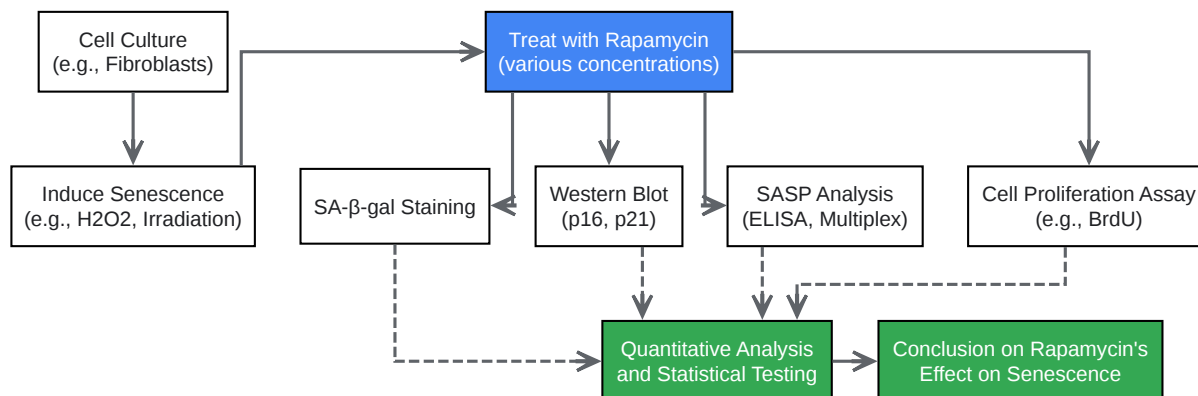 Cell Culture
(e.g., Fibroblasts)
Treat with Rapamycin
(various concentrations)
Induce Senescence
(e.g., H2O2, Irradiation)
SA-β-gal Staining
Western Blot
(p16, p21)
SASP Analysis
(ELISA, Multiplex)
Cell Proliferation Assay
(e.g., BrdU)
Quantitative Analysis
and Statistical Testing
Conclusion on Rapamycin's
Effect on Senescence